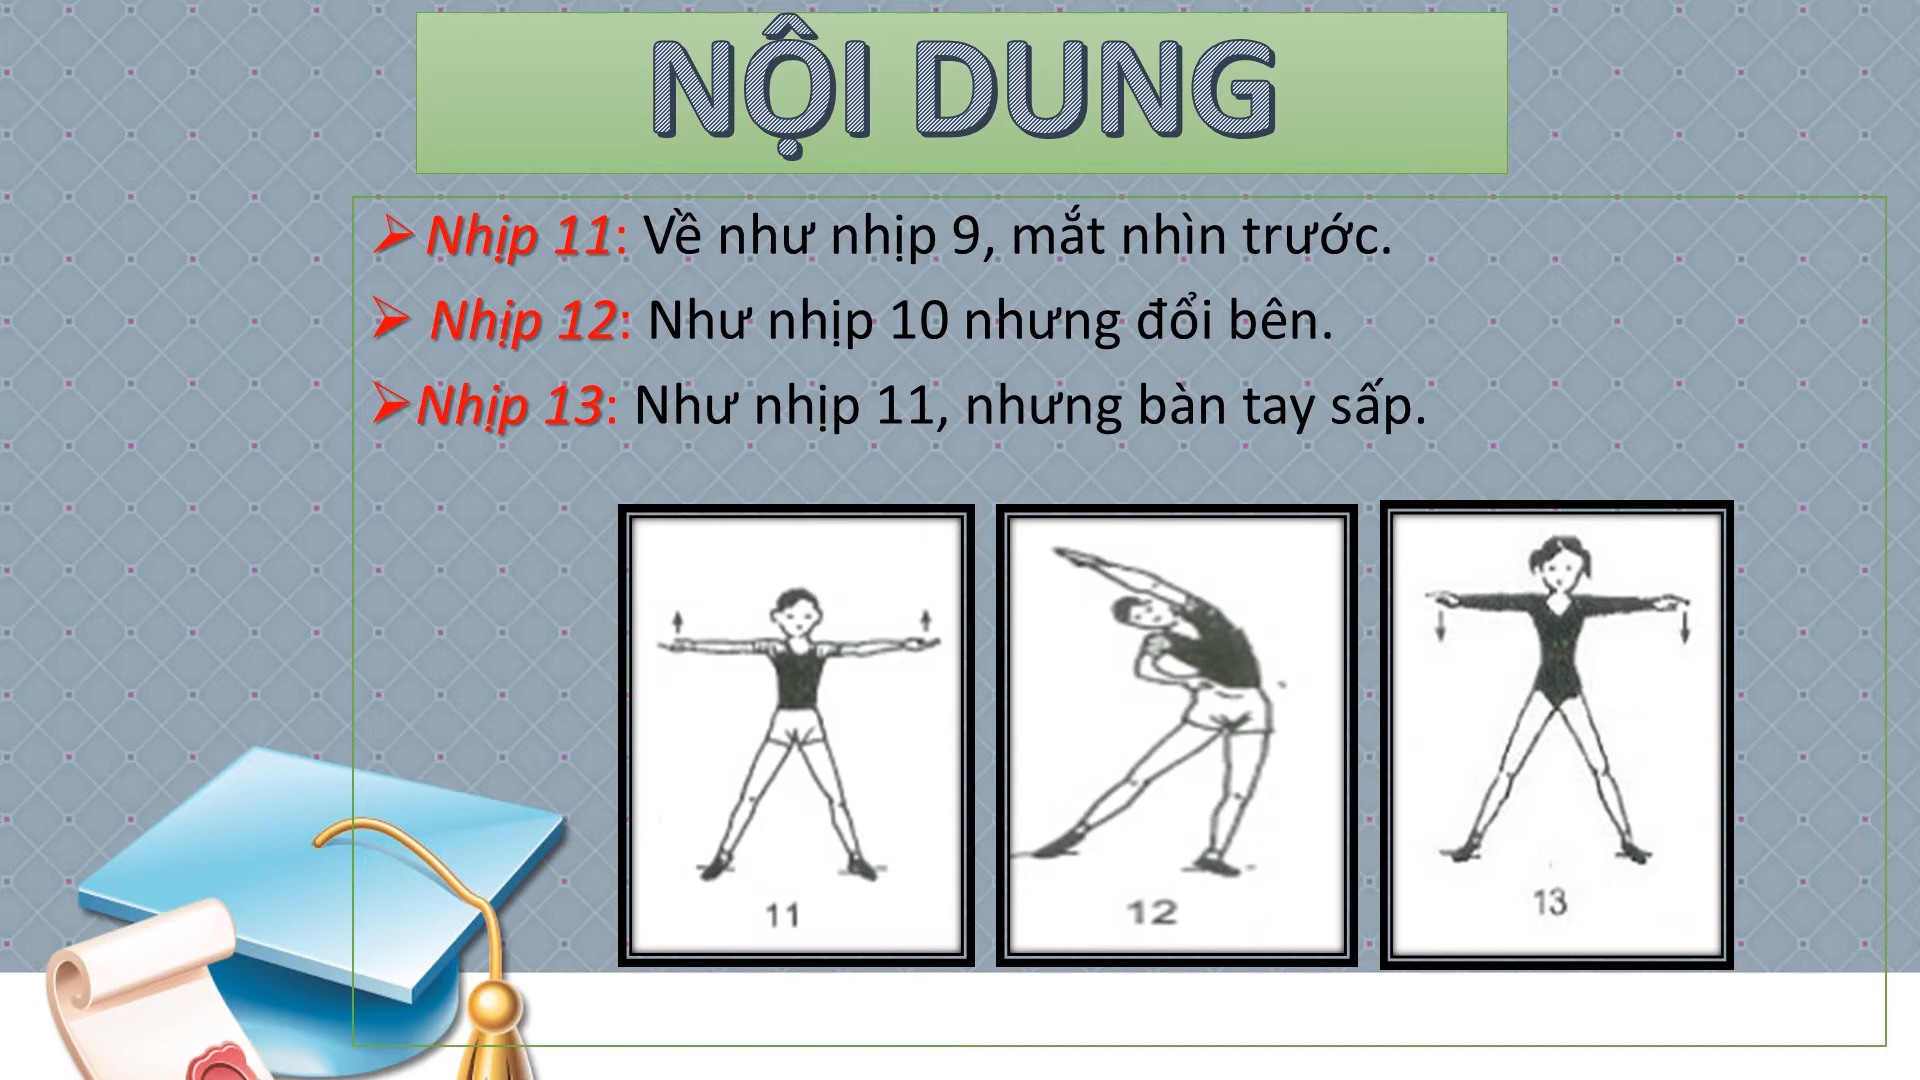 NỘI DUNG
Nhịp 11: Về như nhịp 9, mắt nhìn trước.
Nhịp 12: Như nhịp 10 nhưng đổi bên.
Nhịp 13: Như nhịp 11, nhưng bàn tay sấp.
11
12
13